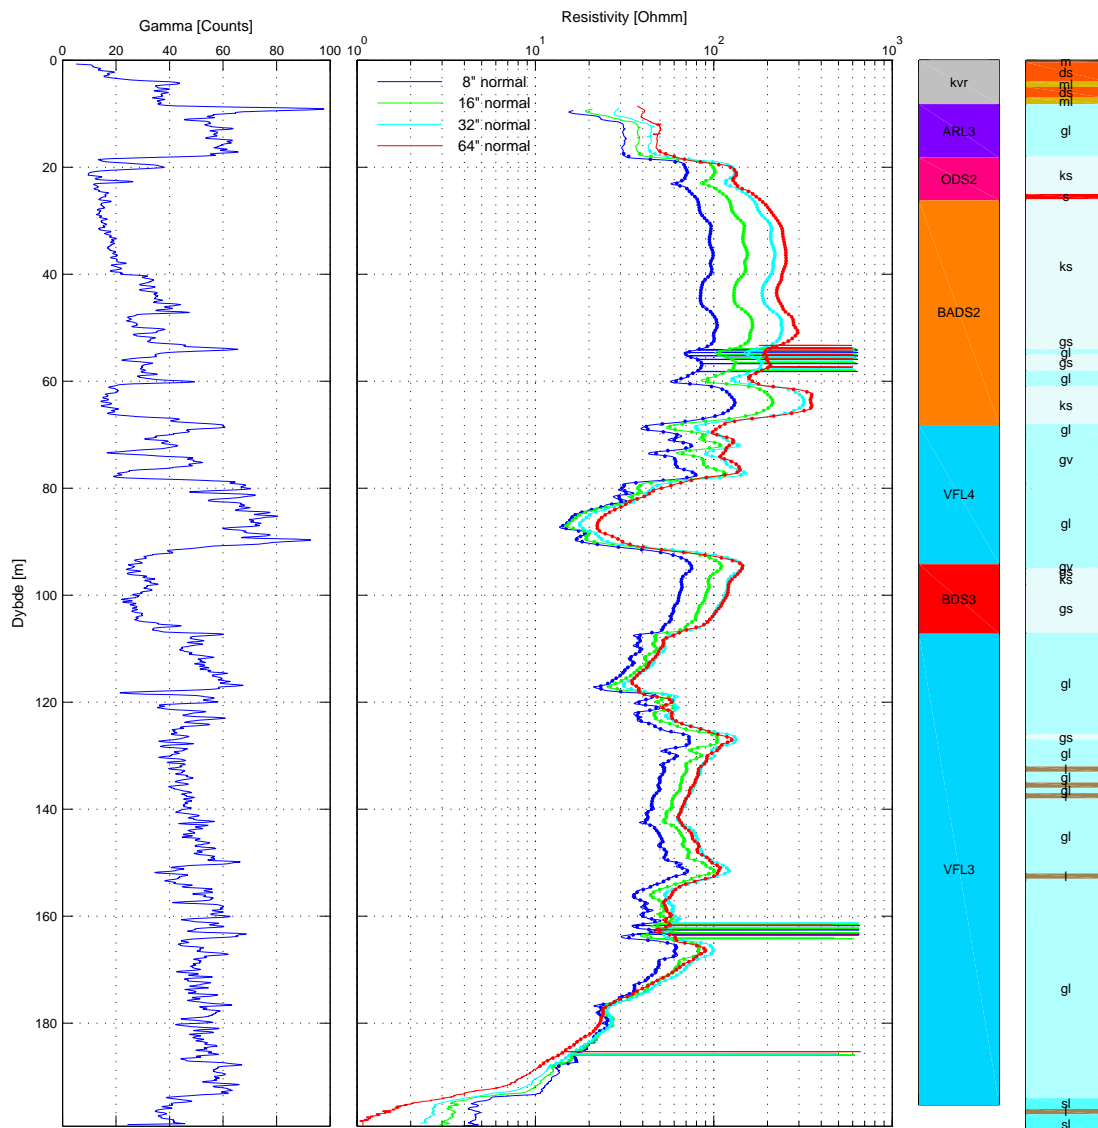 Gamma [Counts]
0 20 40 60 80 100
Resistivity [Ohmm]
10^0 10^1 10^2 10^3
8" normal
16" normal
32" normal
64" normal
Dybde [m]
20
40
60
80
100
120
140
160
180
kvr
ARL3
ODS2
BADS2
VFL4
BDS3
VFL3
m
ds
ml
ds
ml
gl
ks
s
ks
gs
gl
gs
gl
ks
gl
gv
gl
gv
gs
ks
gs
gl
gs
gl
l
gl
gl
l
gl
l
gl
sl
l
sl